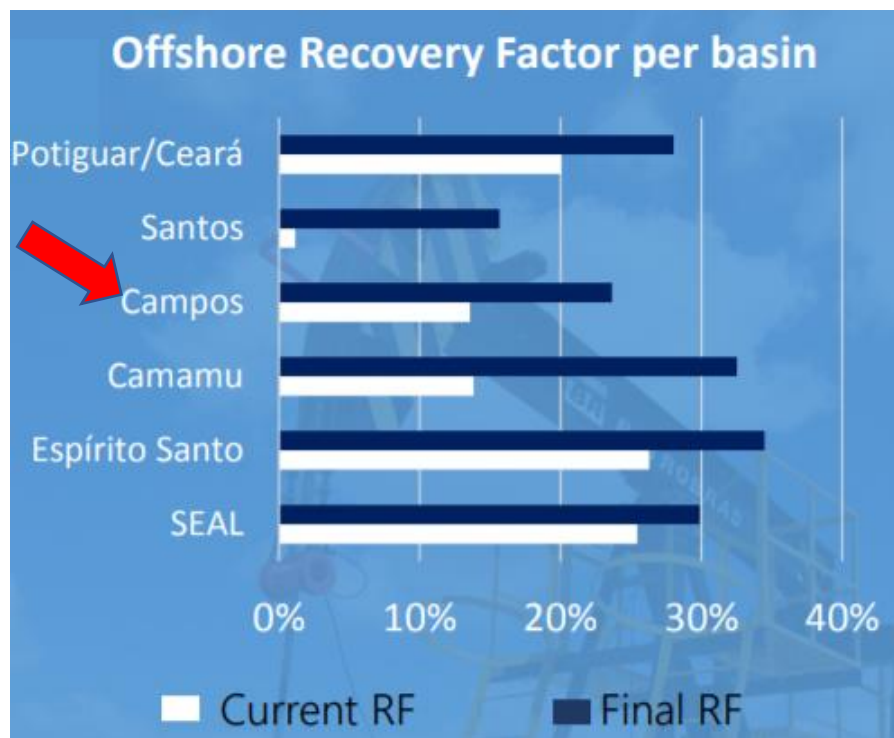 Offshore Recovery Factor per basin
Potiguar/Ceará
Santos
Campos
Camamu
Espírito Santo
SEAL
0% 10% 20% 30% 40%
Current RF Final RF